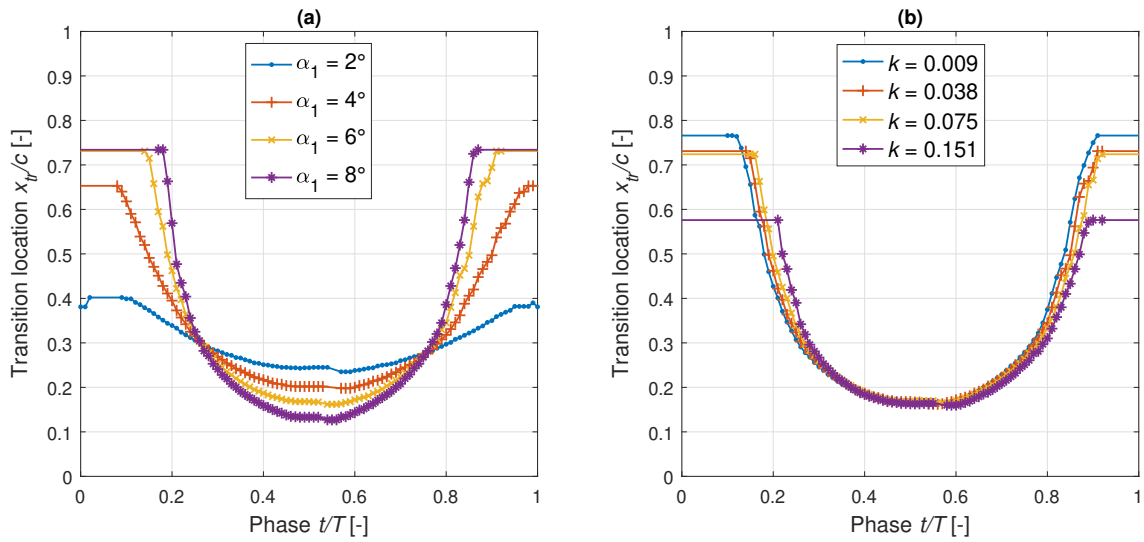 (a)
1
0.9
0.8
0.7
0.6
0.5
0.4
0.3
0.2
0.1
0
Transition location x_tr/c [-]
α₁ = 2°
α₁ = 4°
α₁ = 6°
α₁ = 8°
0 0.2 0.4 0.6 0.8 1
Phase t/T [-]
(b)
1
0.9
0.8
0.7
0.6
0.5
0.4
0.3
0.2
0.1
0
Transition location x_tr/c [-]
k = 0.009
k = 0.038
k = 0.075
k = 0.151
0 0.2 0.4 0.6 0.8 1
Phase t/T [-]